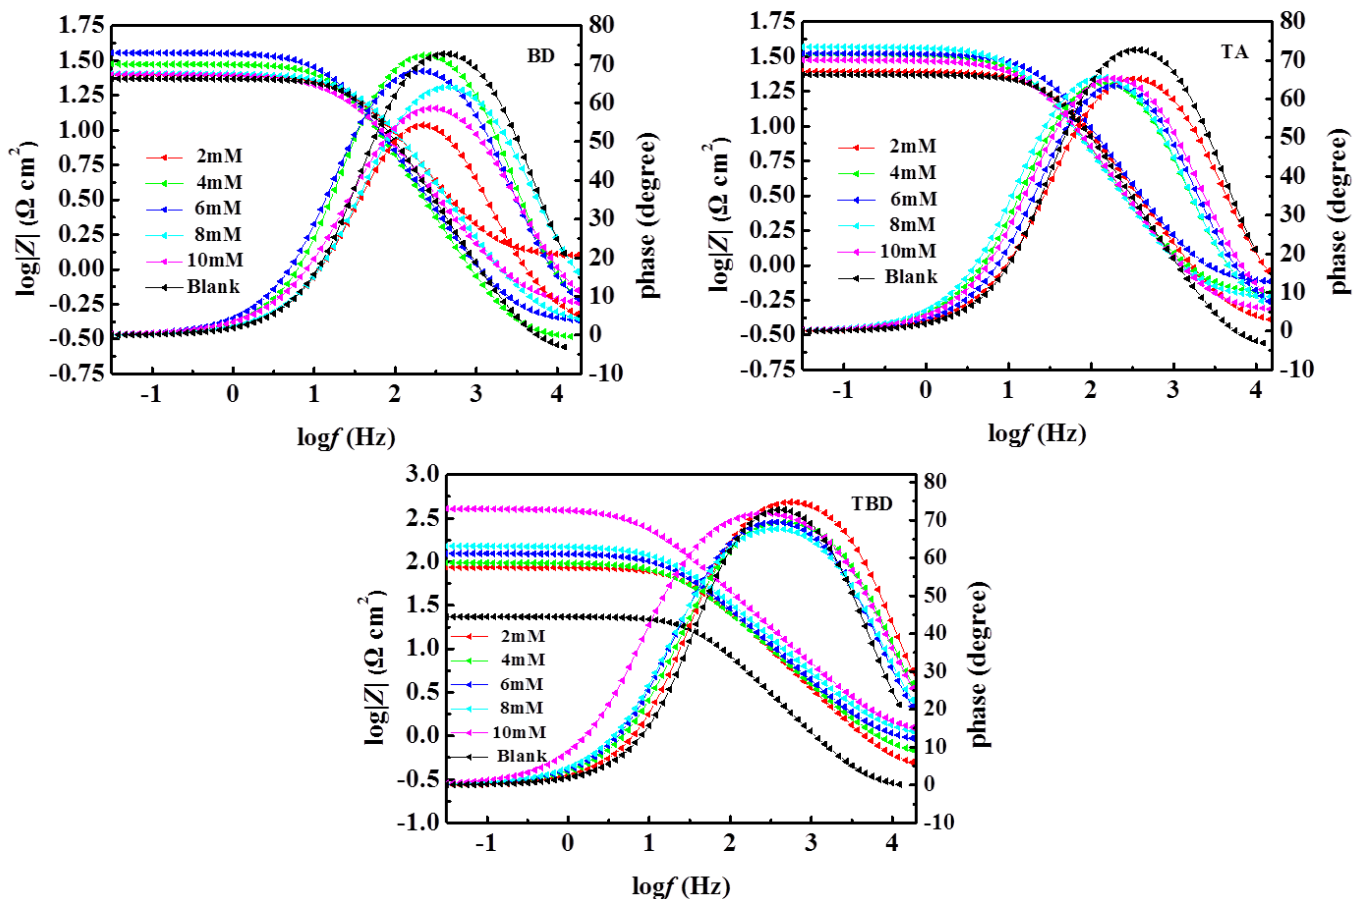 1.75
1.50
1.25
1.00
0.75
0.50
0.25
0.00
-0.25
-0.50
-0.75
log|Z| (Ω cm²)
BD
2mM
4mM
6mM
8mM
10mM
Blank
80
70
60
50
40
30
20
10
0
-10
phase (degree)
-1 0 1 2 3 4
logf (Hz)
1.75
1.50
1.25
1.00
0.75
0.50
0.25
0.00
-0.25
-0.50
-0.75
log|Z| (Ω cm²)
TA
2mM
4mM
6mM
8mM
10mM
Blank
80
70
60
50
40
30
20
10
0
-10
phase (degree)
-1 0 1 2 3 4
logf (Hz)
3.0
2.5
2.0
1.5
1.0
0.5
0.0
-0.5
-1.0
log|Z| (Ω cm²)
TBD
2mM
4mM
6mM
8mM
10mM
Blank
80
70
60
50
40
30
20
10
0
-10
phase (degree)
-1 0 1 2 3 4
logf (Hz)